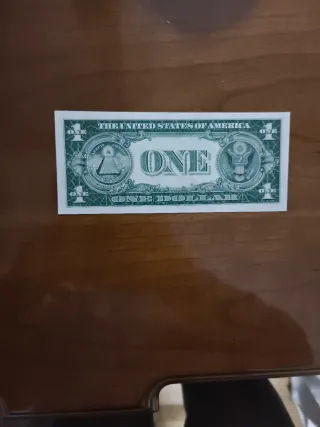 THE UNITED STATES OF AMERICA
1 1
ONE ONE
ONE
ONE ONE
1 1
ONE DOLLAR